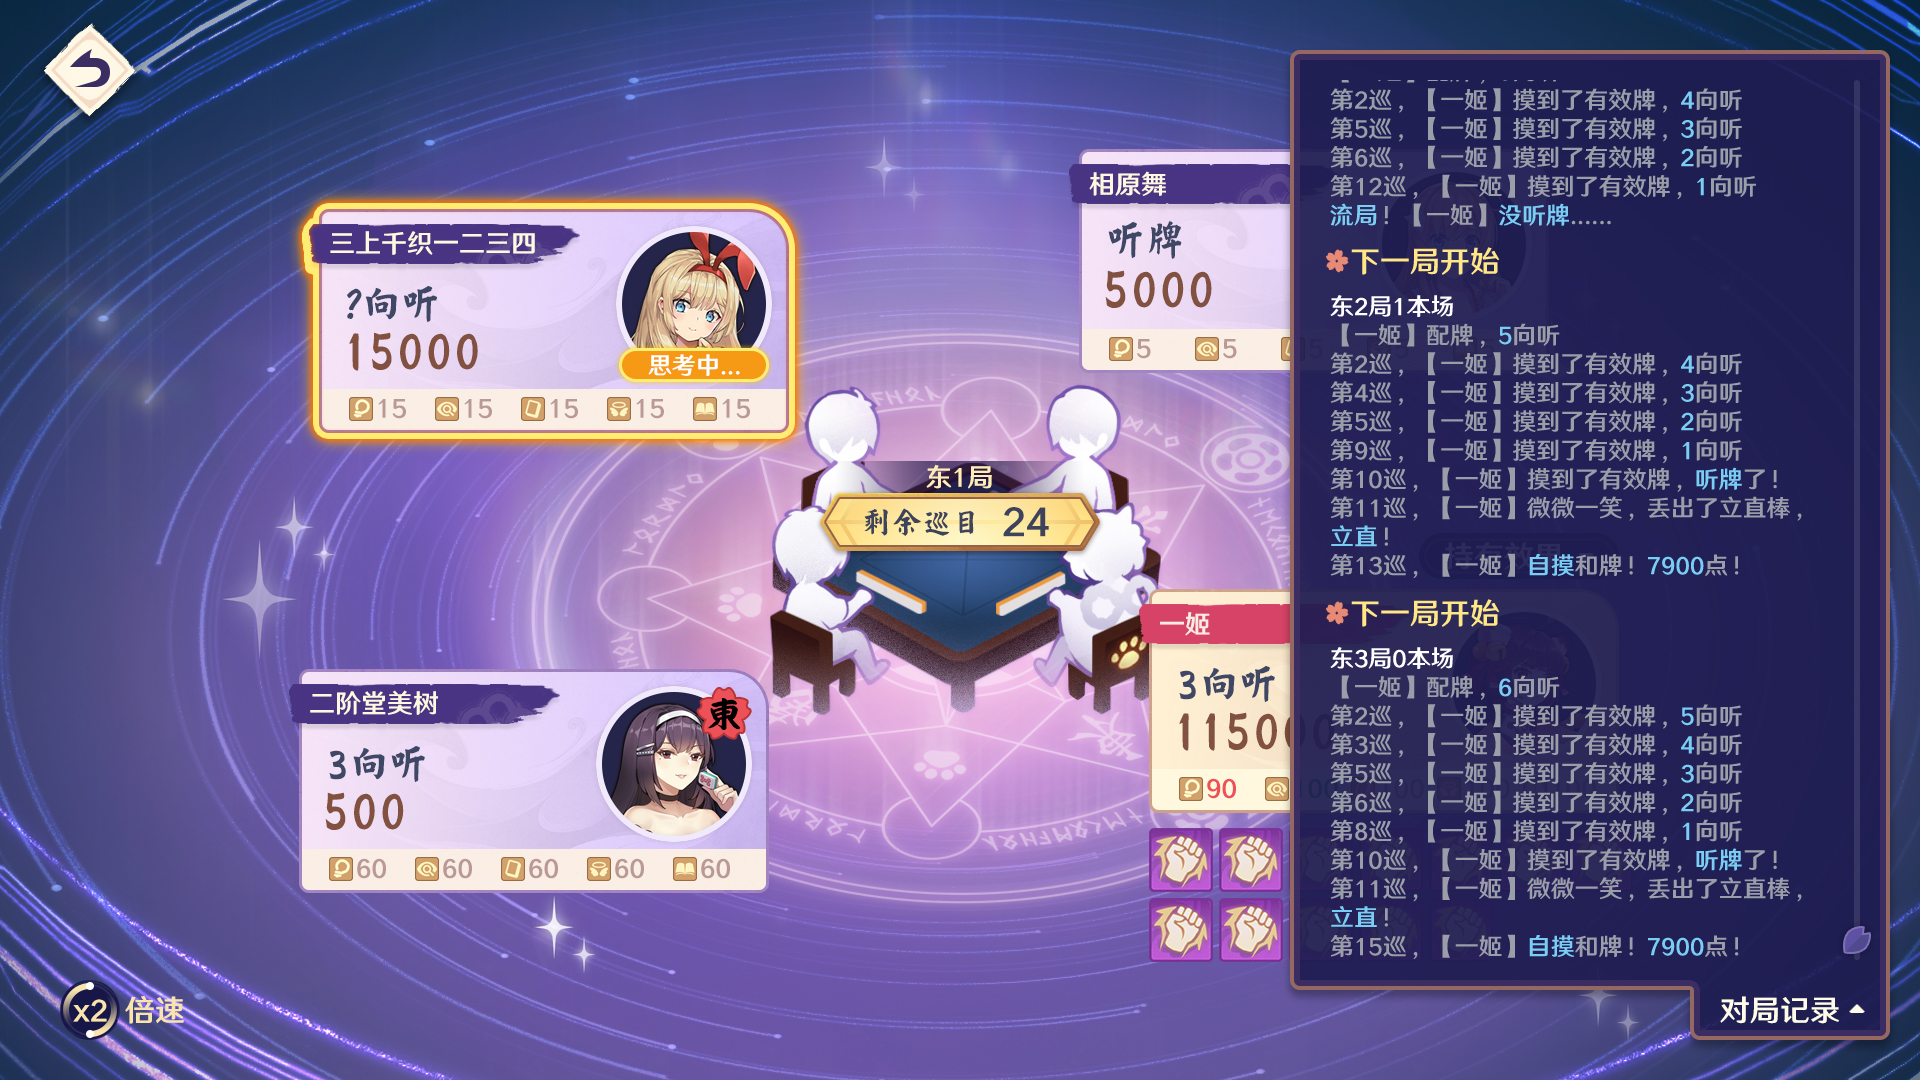 三上千织一二三四
?向听
15000
思考中...
15 15 15 15 15
相原舞
听牌
5000
5 5
东1局
剩余巡目 24
二阶堂美树
東
3向听
500
60 60 60 60 60
一姬
3向听
11500
90
x2 倍速
第2巡，【一姬】摸到了有效牌，4向听
第5巡，【一姬】摸到了有效牌，3向听
第6巡，【一姬】摸到了有效牌，2向听
第12巡，【一姬】摸到了有效牌，1向听
流局！【一姬】没听牌......
下一局开始
东2局1本场
【一姬】配牌，5向听
第2巡，【一姬】摸到了有效牌，4向听
第4巡，【一姬】摸到了有效牌，3向听
第5巡，【一姬】摸到了有效牌，2向听
第9巡，【一姬】摸到了有效牌，1向听
第10巡，【一姬】摸到了有效牌，听牌了！
第11巡，【一姬】微微一笑，丢出了立直棒，
立直！
第13巡，【一姬】自摸和牌！7900点！
下一局开始
东3局0本场
【一姬】配牌，6向听
第2巡，【一姬】摸到了有效牌，5向听
第3巡，【一姬】摸到了有效牌，4向听
第5巡，【一姬】摸到了有效牌，3向听
第6巡，【一姬】摸到了有效牌，2向听
第8巡，【一姬】摸到了有效牌，1向听
第10巡，【一姬】摸到了有效牌，听牌了！
第11巡，【一姬】微微一笑，丢出了立直棒，
立直！
第15巡，【一姬】自摸和牌！7900点！
对局记录